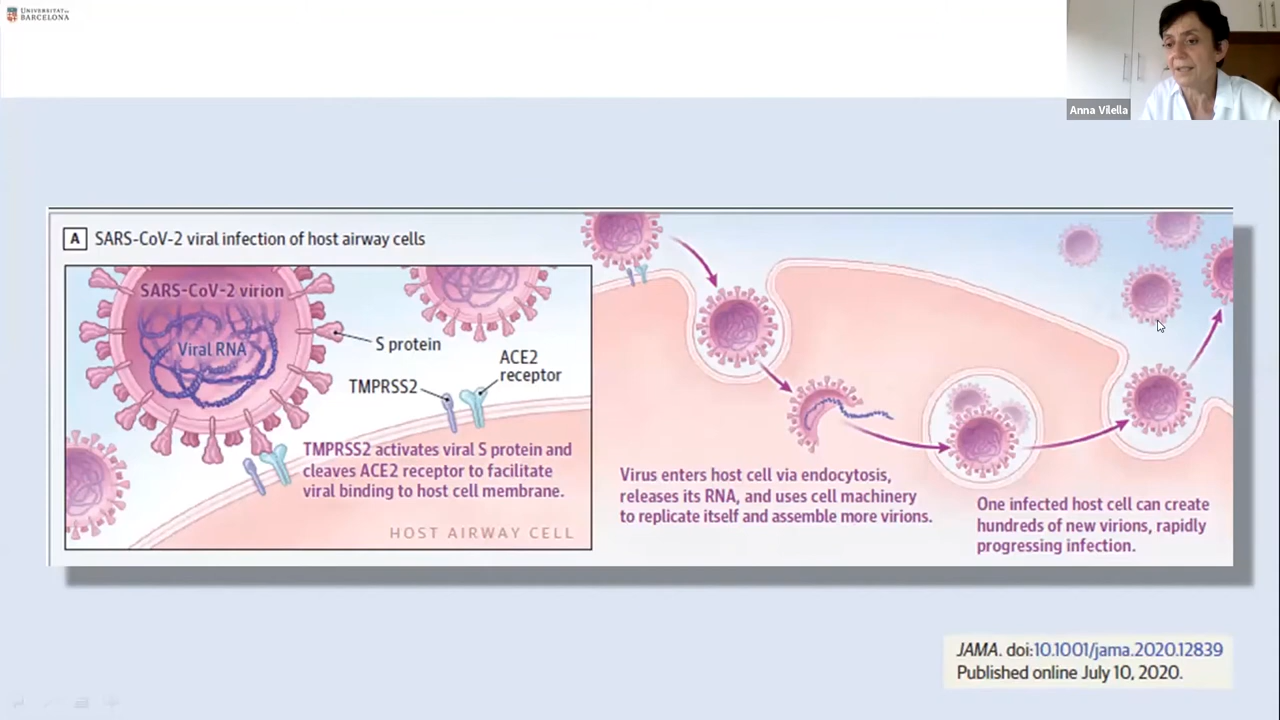 UNIVERSITAT DE
BARCELONA
Anna Vilella
A SARS-CoV-2 viral infection of host airway cells
SARS-CoV-2 virion
Viral RNA
S protein
ACE2
receptor
TMPRSS2
TMPRSS2 activates viral S protein and
cleaves ACE2 receptor to facilitate
viral binding to host cell membrane.
HOST AIRWAY CELL
Virus enters host cell via endocytosis,
releases its RNA, and uses cell machinery
to replicate itself and assemble more virions.
One infected host cell can create
hundreds of new virions, rapidly
progressing infection.
JAMA. doi:10.1001/jama.2020.12839
Published online July 10, 2020.